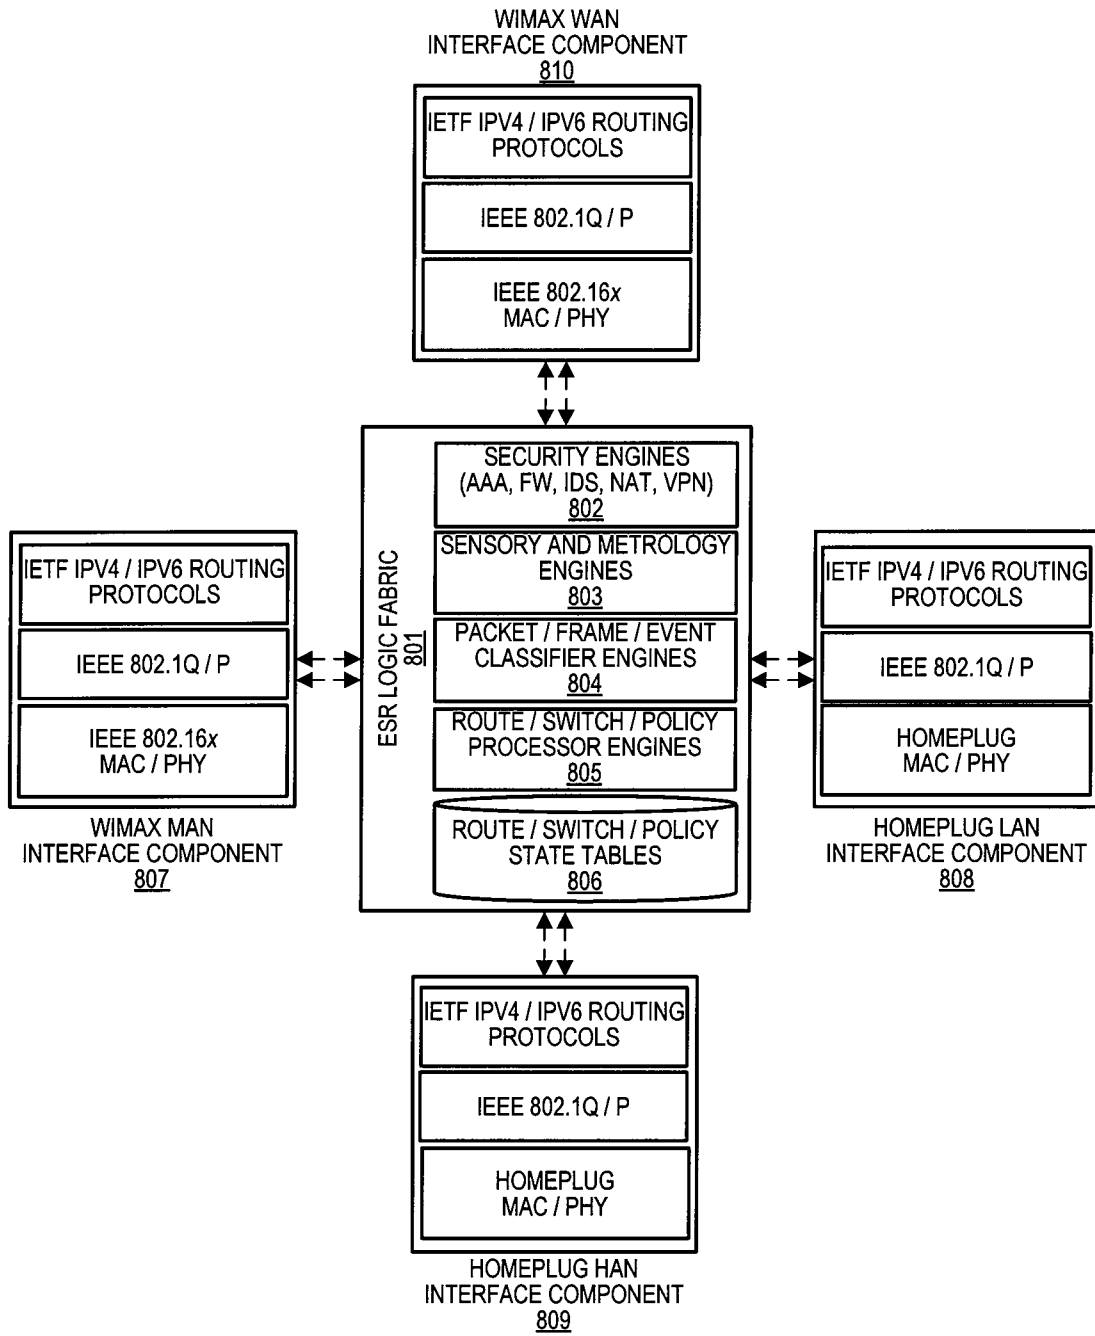 WIMAX WAN
INTERFACE COMPONENT
810
IETF IPV4 / IPV6 ROUTING
PROTOCOLS
IEEE 802.1Q / P
IEEE 802.16x
MAC / PHY
ESR LOGIC FABRIC
801
SECURITY ENGINES
(AAA, FW, IDS, NAT, VPN)
802
SENSORY AND METROLOGY
ENGINES
803
PACKET / FRAME / EVENT
CLASSIFIER ENGINES
804
ROUTE / SWITCH / POLICY
PROCESSOR ENGINES
805
ROUTE / SWITCH / POLICY
STATE TABLES
806
IETF IPV4 / IPV6 ROUTING
PROTOCOLS
IEEE 802.1Q / P
IEEE 802.16x
MAC / PHY
WIMAX MAN
INTERFACE COMPONENT
807
IETF IPV4 / IPV6 ROUTING
PROTOCOLS
IEEE 802.1Q / P
HOMEPLUG
MAC / PHY
HOMEPLUG LAN
INTERFACE COMPONENT
808
IETF IPV4 / IPV6 ROUTING
PROTOCOLS
IEEE 802.1Q / P
HOMEPLUG
MAC / PHY
HOMEPLUG HAN
INTERFACE COMPONENT
809